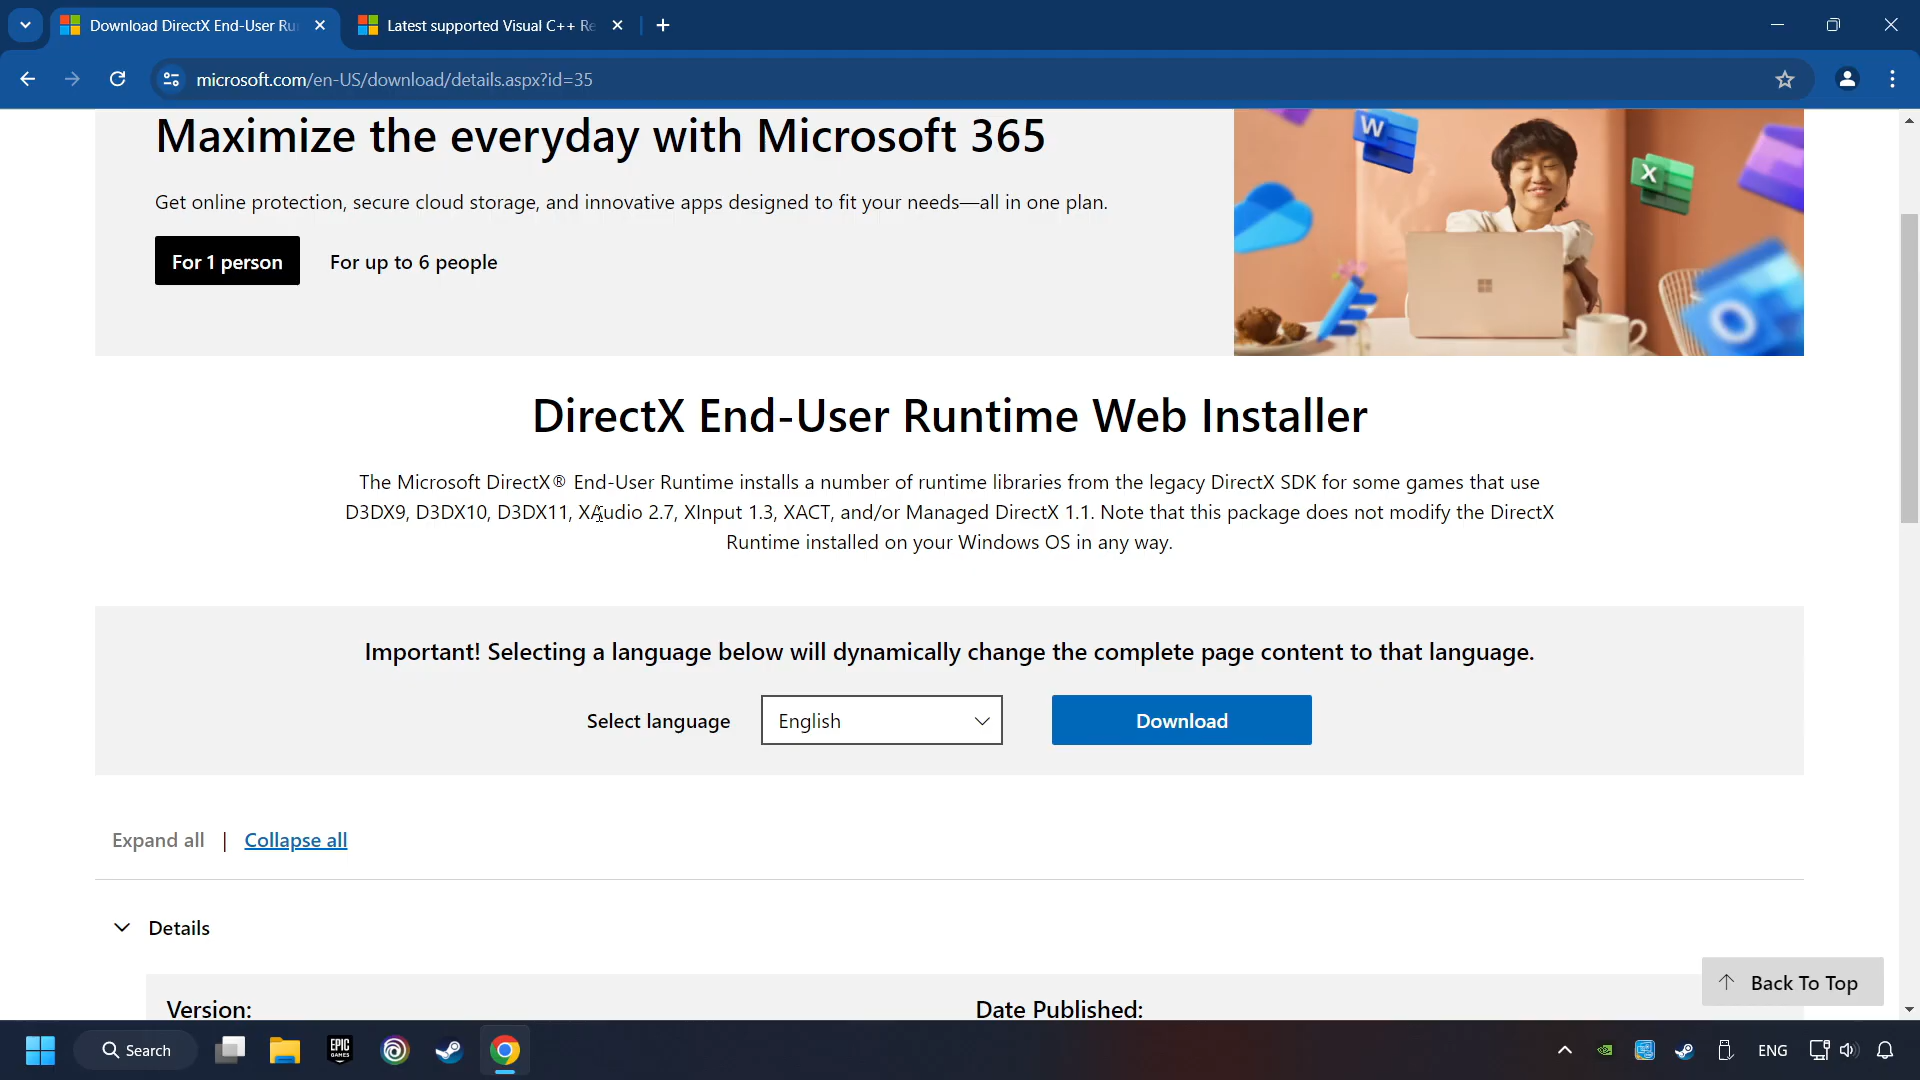 Download DirectX End-User Ru
Latest supported Visual C++ Re
microsoft.com/en-US/download/details.aspx?id=35
Maximize the everyday with Microsoft 365
Get online protection, secure cloud storage, and innovative apps designed to fit your needs—all in one plan.
For 1 person
For up to 6 people
W
X
DirectX End-User Runtime Web Installer
The Microsoft DirectX® End-User Runtime installs a number of runtime libraries from the legacy DirectX SDK for some games that use
D3DX9, D3DX10, D3DX11, XAudio 2.7, XInput 1.3, XACT, and/or Managed DirectX 1.1. Note that this package does not modify the DirectX
Runtime installed on your Windows OS in any way.
Important! Selecting a language below will dynamically change the complete page content to that language.
Select language
English
Download
Expand all | Collapse all
Details
Version:
Date Published:
Back To Top
Search
EPIC
GAMES
ENG